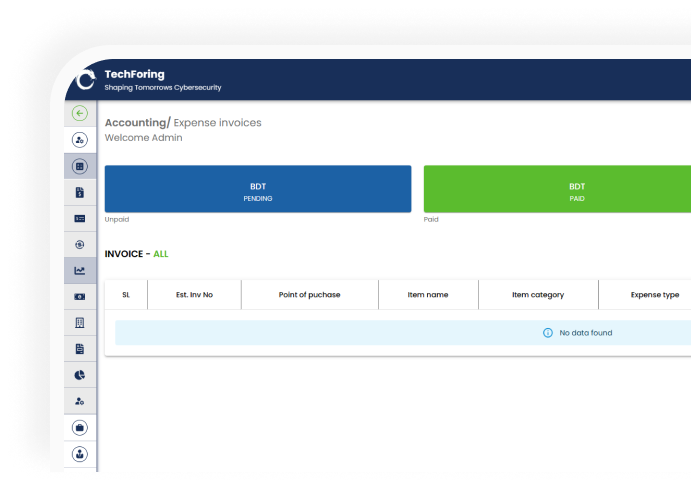 TechForing
Shaping Tomorrows Cybersecurity
Accounting/ Expense invoices
Welcome Admin
BDT
PENDING
BDT
PAID
Unpaid
Paid
INVOICE - ALL
SL
Est. Inv No
Point of puchase
Item name
Item category
Expense type
No data found